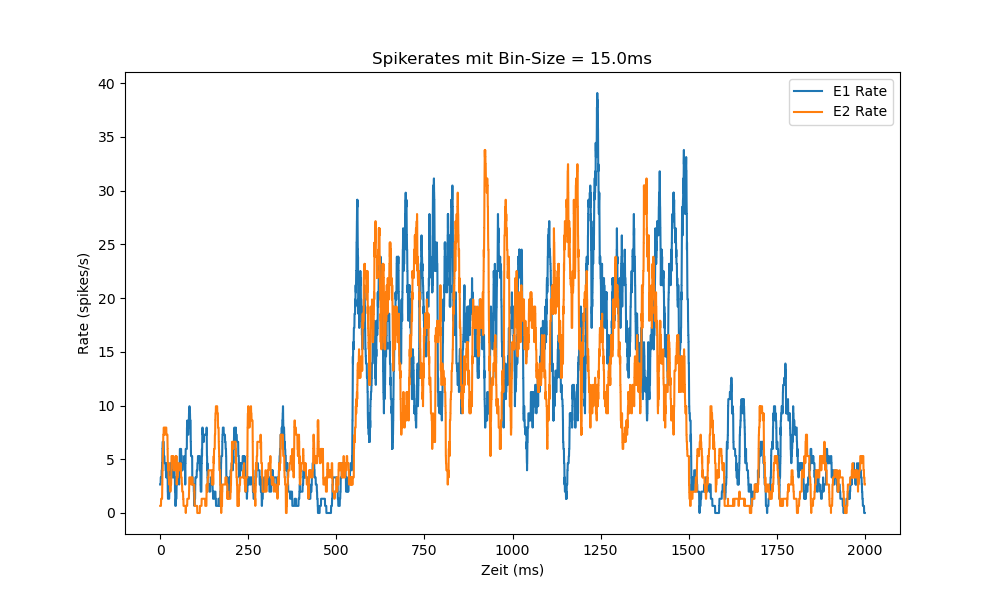 Spikerates mit Bin-Size = 15.0ms
E1 Rate
E2 Rate
40
35
30
25
20
15
10
5
0
Rate (spikes/s)
0 250 500 750 1000 1250 1500 1750 2000
Zeit (ms)